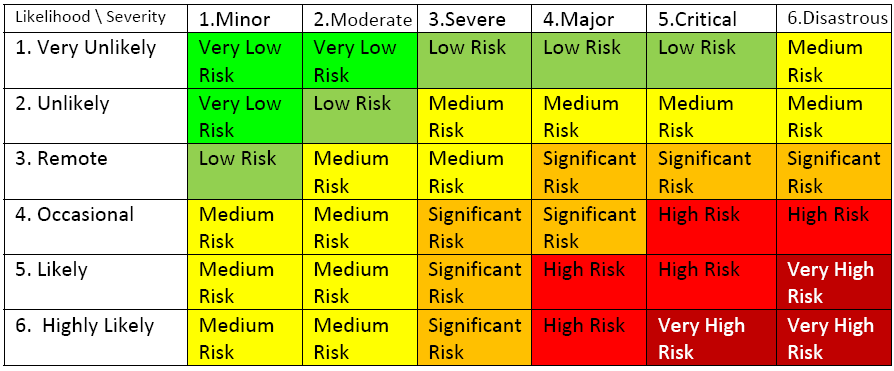 Likelihood \ Severity 1.Minor 2.Moderate 3.Severe 4.Major 5.Critical 6.Disastrous
1. Very Unlikely Very Low Risk Very Low Risk Low Risk Low Risk Low Risk Medium Risk
2. Unlikely Very Low Risk Low Risk Medium Risk Medium Risk Medium Risk Medium Risk
3. Remote Low Risk Medium Risk Medium Risk Significant Risk Significant Risk Significant Risk
4. Occasional Medium Risk Medium Risk Significant Risk Significant Risk High Risk High Risk
5. Likely Medium Risk Medium Risk Significant Risk High Risk High Risk Very High Risk
6. Highly Likely Medium Risk Medium Risk Significant Risk High Risk Very High Risk Very High Risk